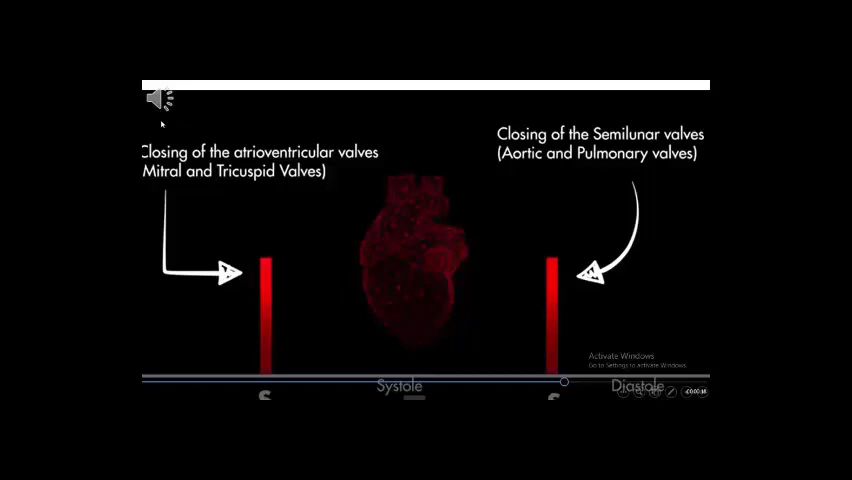 Closing of the atrioventricular valves
Mitral and Tricuspid Valves)
Closing of the Semilunar valves
(Aortic and Pulmonary valves)
Activate Windows
Go to Settings to activate Windows.
Systole
Diastole
S
S